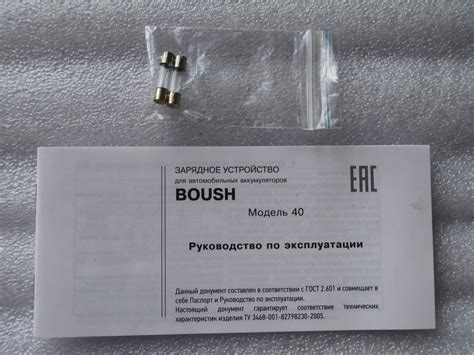 ЗАРЯДНОЕ УСТРОЙСТВО
для автомобильных аккумуляторов
BOUSH
Модель 40
EAC
Руководство по эксплуатации
Данный документ составлен в соответствии с ГОСТ 2.601 и совмещает в
себе Паспорт и Руководство по эксплуатации.
Настоящий документ гарантирует соответствие технических
характеристик изделия ТУ 3468-001-82798230-2005.